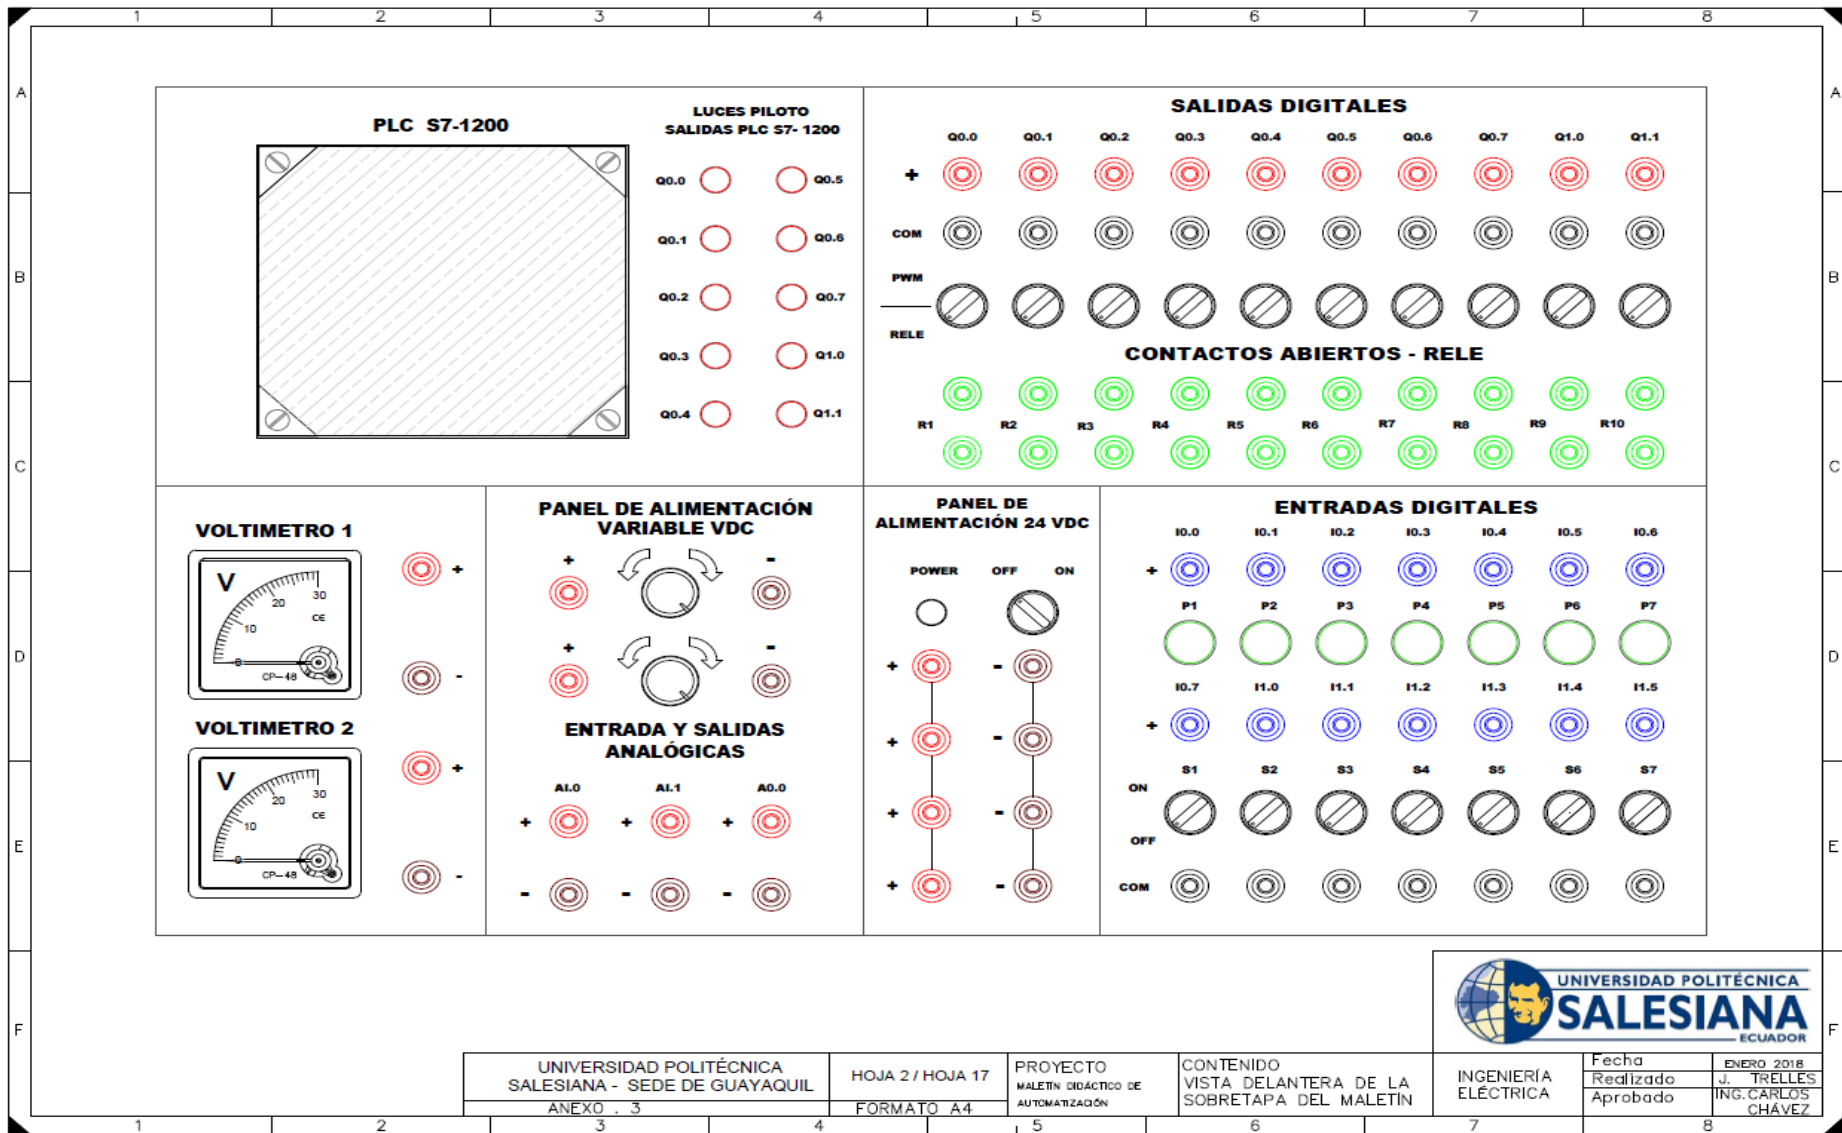 1 2 3 4 5 6 7 8
A A
B B
C C
D D
E E
F F
PLC S7-1200
LUCES PILOTO
SALIDAS PLC S7- 1200
Q0.0 Q0.5
Q0.1 Q0.6
Q0.2 Q0.7
Q0.3 Q1.0
Q0.4 Q1.1
SALIDAS DIGITALES
Q0.0 Q0.1 Q0.2 Q0.3 Q0.4 Q0.5 Q0.6 Q0.7 Q1.0 Q1.1
+
COM
PWM
RELE
CONTACTOS ABIERTOS - RELE
R1 R2 R3 R4 R5 R6 R7 R8 R9 R10
VOLTIMETRO 1
V
0 10 20 30
CE
CP-48
+
-
VOLTIMETRO 2
V
0 10 20 30
CE
CP-48
+
-
PANEL DE ALIMENTACIÓN
VARIABLE VDC
+ -
+ -
ENTRADA Y SALIDAS
ANALÓGICAS
AI.0 AI.1 A0.0
+ + +
- - -
PANEL DE
ALIMENTACIÓN 24 VDC
POWER OFF ON
+ -
+ -
+ -
+ -
ENTRADAS DIGITALES
I0.0 I0.1 I0.2 I0.3 I0.4 I0.5 I0.6
+
P1 P2 P3 P4 P5 P6 P7
I0.7 I1.0 I1.1 I1.2 I1.3 I1.4 I1.5
+
S1 S2 S3 S4 S5 S6 S7
ON
OFF
COM
UNIVERSIDAD POLITÉCNICA
SALESIANA
ECUADOR
UNIVERSIDAD POLITÉCNICA
SALESIANA - SEDE DE GUAYAQUIL
ANEXO . 3
HOJA 2 / HOJA 17
FORMATO A4
PROYECTO
MALETÍN DIDÁCTICO DE
AUTOMATIZACIÓN
CONTENIDO
VISTA DELANTERA DE LA
SOBRETAPA DEL MALETÍN
INGENIERÍA
ELÉCTRICA
Fecha ENERO 2018
Realizado J. TRELLES
Aprobado ING.CARLOS
CHÁVEZ
1 2 3 4 5 6 7 8